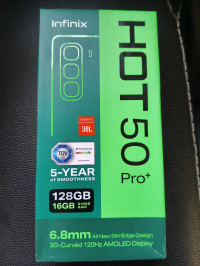 Infinix
HOT 50
Pro+
JBL
TÜV
5-YEAR
OF SMOOTHNESS
128GB
16GB
6.8mm All New SlimEdge Design
3D-Curved 120Hz AMOLED Display